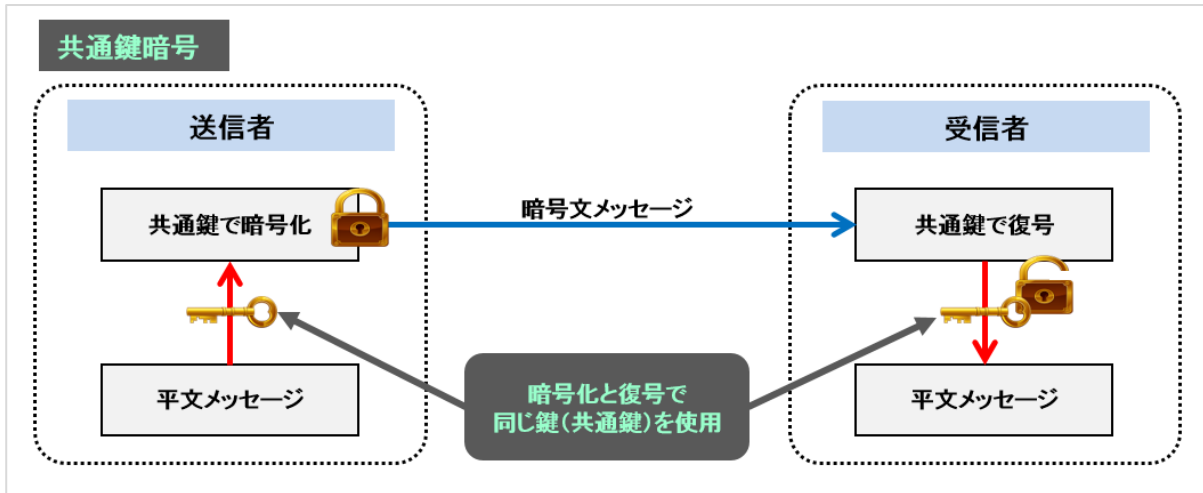 共通鍵暗号
送信者
受信者
共通鍵で暗号化
暗号文メッセージ
共通鍵で復号
平文メッセージ
暗号化と復号で
同じ鍵(共通鍵)を使用
平文メッセージ